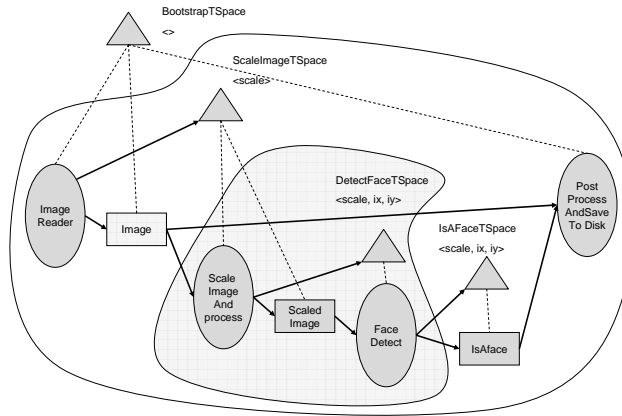 BootstrapTSpace
<>
ScaleImageTSpace
<scale>
DetectFaceTSpace
<scale, ix, iy>
IsAFaceTSpace
<scale, ix, iy>
Image
Reader
Image
Scale
Image
And
process
Scaled
Image
Face
Detect
IsAface
Post
Process
AndSave
To Disk